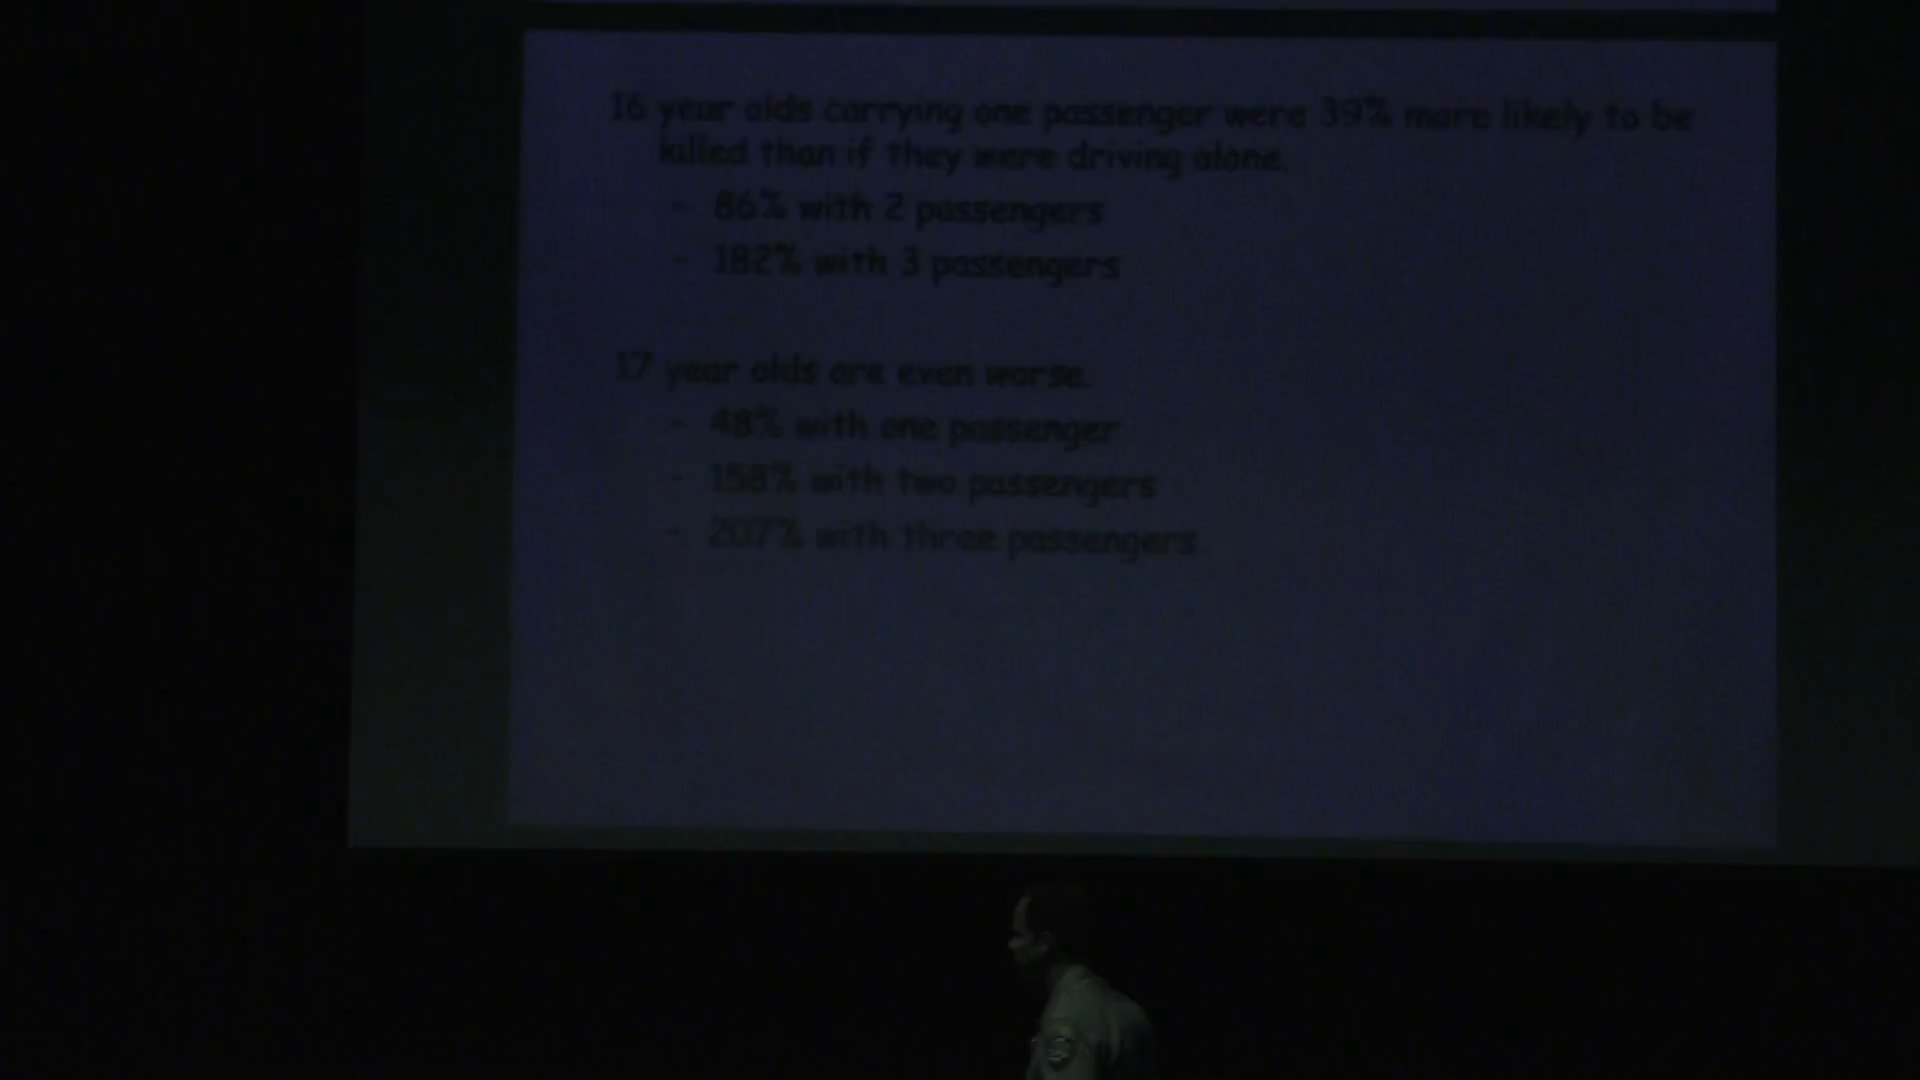 16 year olds carrying one passenger were 39% more likely to be
killed than if they were driving alone.
- 86% with 2 passengers
- 182% with 3 passengers
17 year olds are even worse.
- 48% with one passenger
- 158% with two passengers
- 207% with three passengers